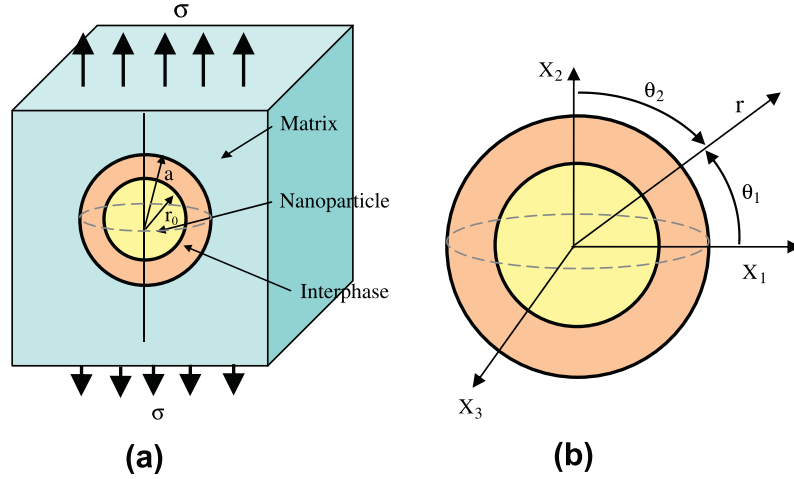 σ
Matrix
a
Nanoparticle
r₀
Interphase
σ
(a)
X₂
θ₂
r
θ₁
X₁
X₃
(b)